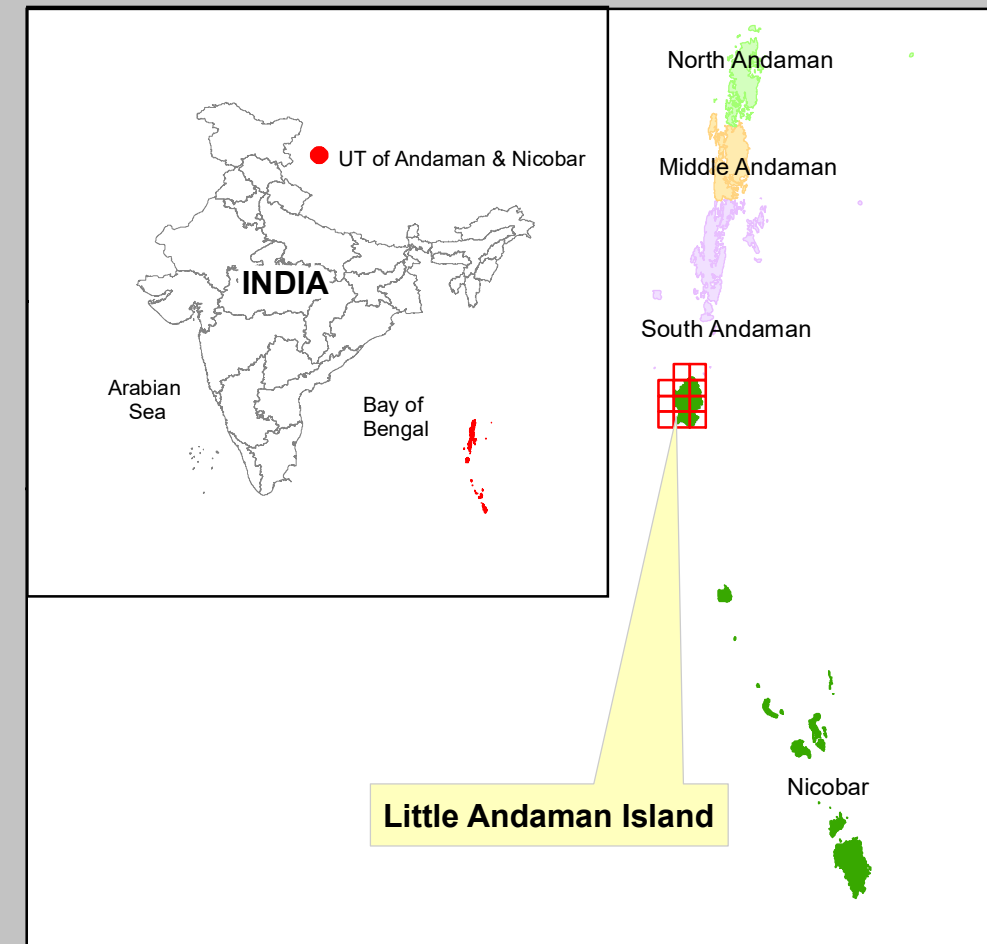 North Andaman
UT of Andaman & Nicobar
Middle Andaman
INDIA
South Andaman
Arabian
Sea
Bay of
Bengal
Nicobar
Little Andaman Island